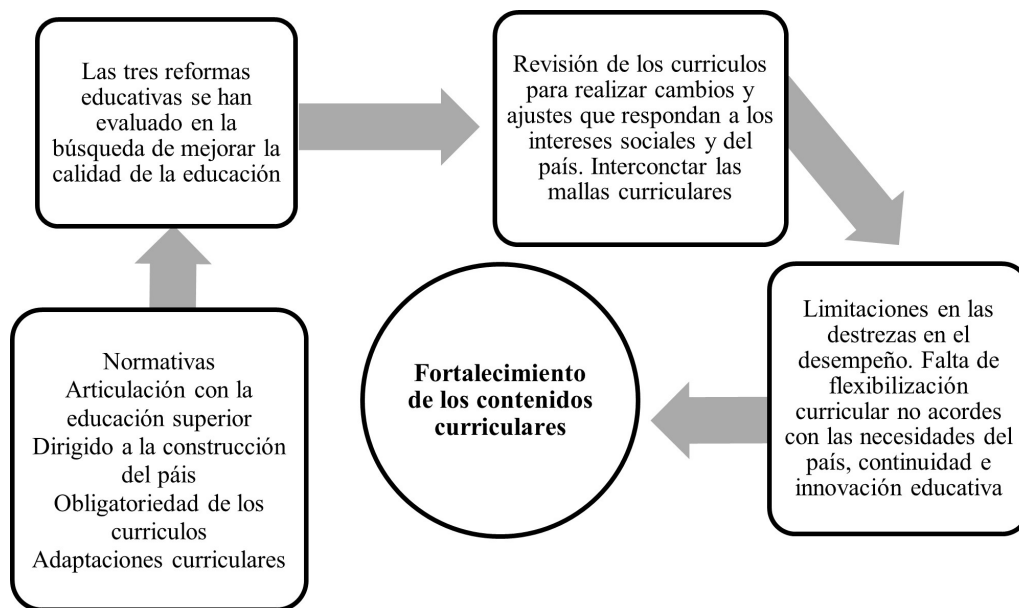 Las tres reformas
educativas se han
evaluado en la
búsqueda de mejorar la
calidad de la educación
Revisión de los curriculos
para realizar cambios y
ajustes que respondan a los
intereses sociales y del
país. Interconctar las
mallas curriculares
Limitaciones en las
destrezas en el
desempeño. Falta de
flexibilización
curricular no acordes
con las necesidades del
país, continuidad e
innovación educativa
Fortalecimiento
de los contenidos
curriculares
Normativas
Articulación con la
educación superior
Dirigido a la construcción
del páis
Obligatoriedad de los
curriculos
Adaptaciones curriculares